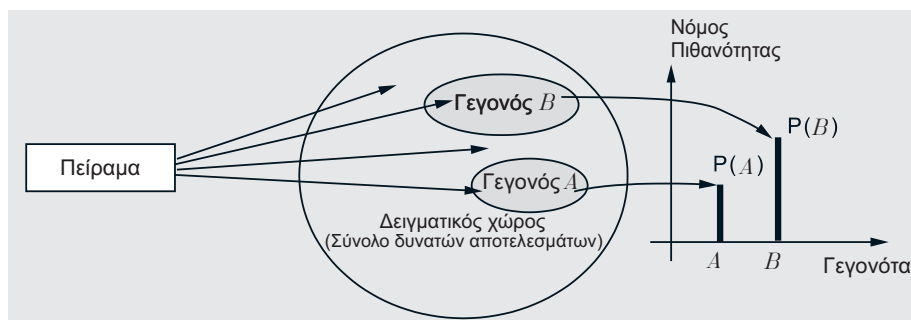 Νόμος
Πιθανότητας
Γεγονός B
P(B)
Πείραμα
P(A)
Γεγονός A
Δειγματικός χώρος
(Σύνολο δυνατών αποτελεσμάτων)
A
B
Γεγονότα